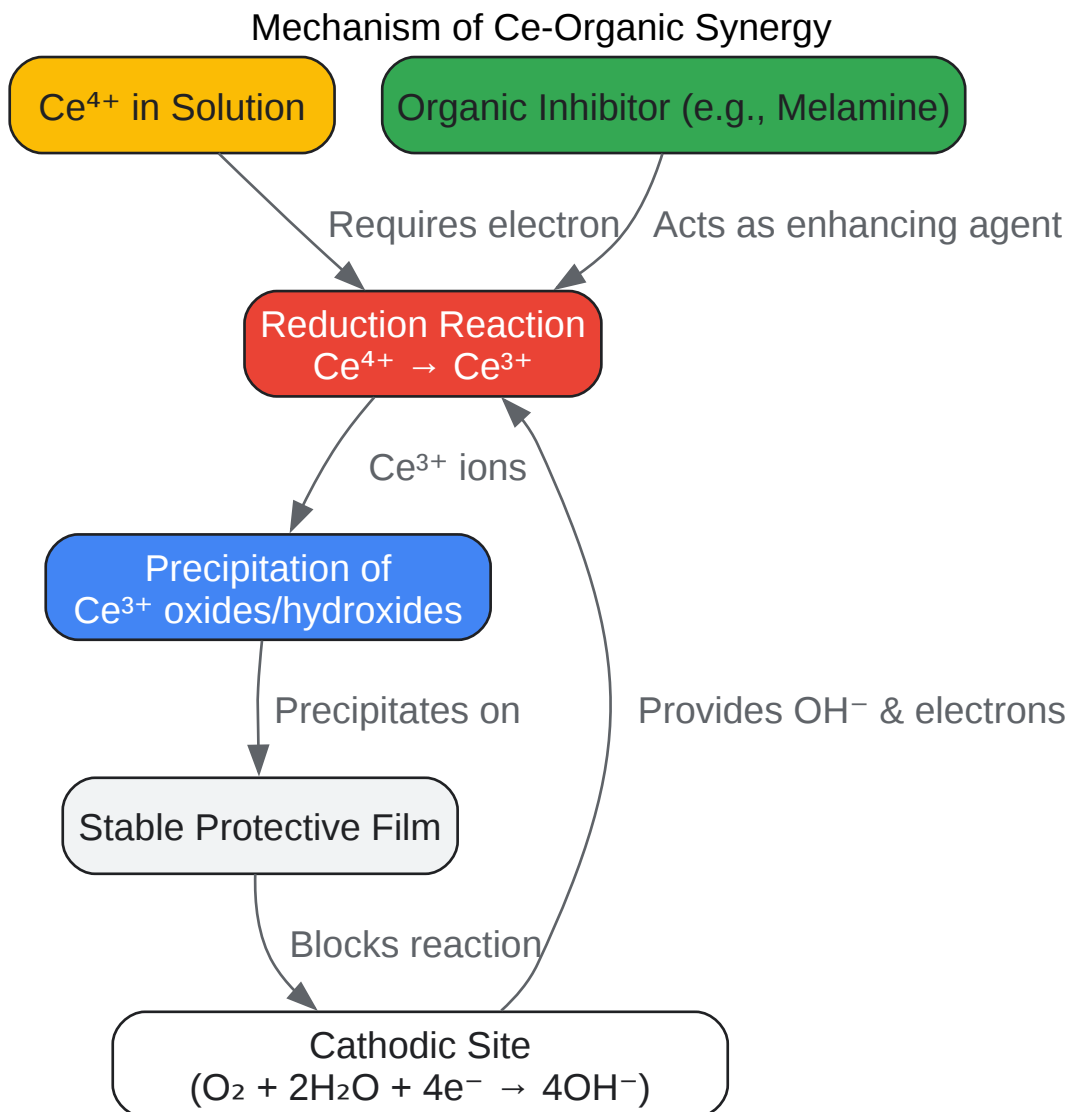 Mechanism of Ce-Organic Synergy
Ce⁴⁺ in Solution
Organic Inhibitor (e.g., Melamine)
Requires electron
Acts as enhancing agent
Reduction Reaction
Ce⁴⁺ → Ce³⁺
Ce³⁺ ions
Precipitation of
Ce³⁺ oxides/hydroxides
Precipitates on
Provides OH⁻ & electrons
Stable Protective Film
Blocks reaction
Cathodic Site
(O₂ + 2H₂O + 4e⁻ → 4OH⁻)